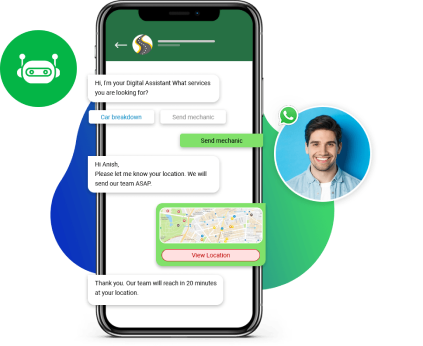 Hi, I'm your Digital Assistant What services
you are looking for?
Car breakdown
Send mechanic
Send mechanic
Hi Anish,
Please let me know your location. We will
send our team ASAP.
View Location
Thank you. Our team will reach in 20 minutes
at your location.